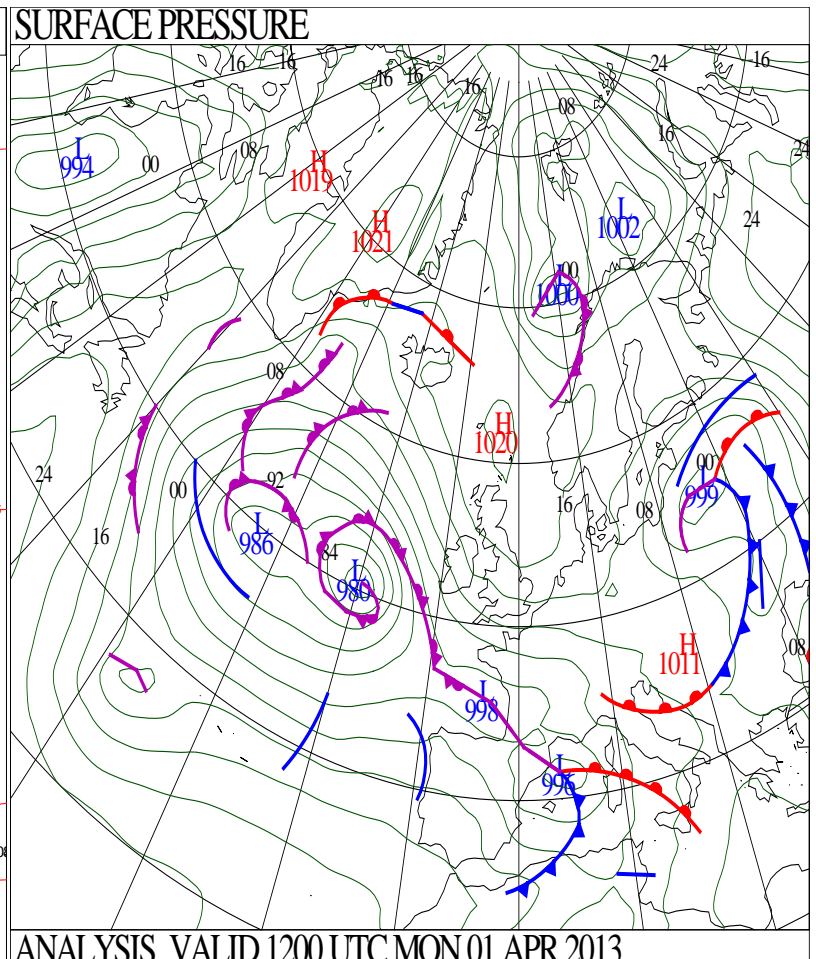 SURFACE PRESSURE
16
16
16
16
16
24
-16
08
16
24
L
994
00
08
H
1019
H
1021
L
1002
24
00
L
1000
08
H
1020
24
00
92
16
L
986
84
L
980
16
08
00
L
999
H
1011
08
L
998
L
996
ANALYSIS VALID 1200 UTC MON 01 APR 2013